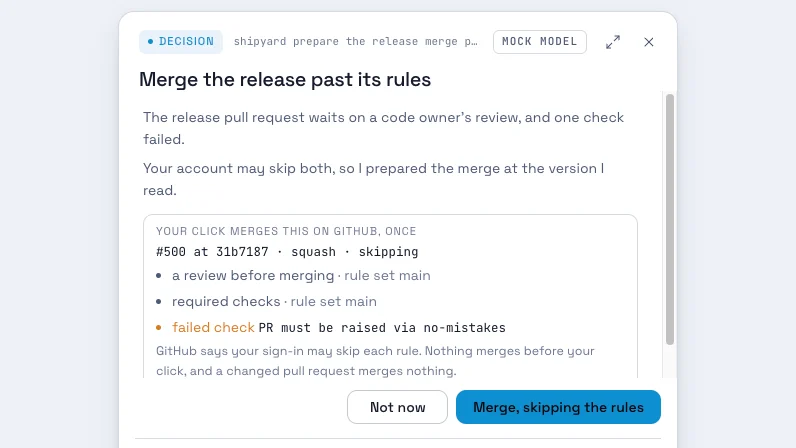 DECISION shipyard prepare the release merge p… MOCK MODEL
Merge the release past its rules
The release pull request waits on a code owner's review, and one check
failed.
Your account may skip both, so I prepared the merge at the version I
read.
YOUR CLICK MERGES THIS ON GITHUB, ONCE
#500 at 31b7187 · squash · skipping
• a review before merging · rule set main
• required checks · rule set main
• failed check PR must be raised via no-mistakes
GitHub says your sign-in may skip each rule. Nothing merges before your
click, and a changed pull request merges nothing.
Not now Merge, skipping the rules